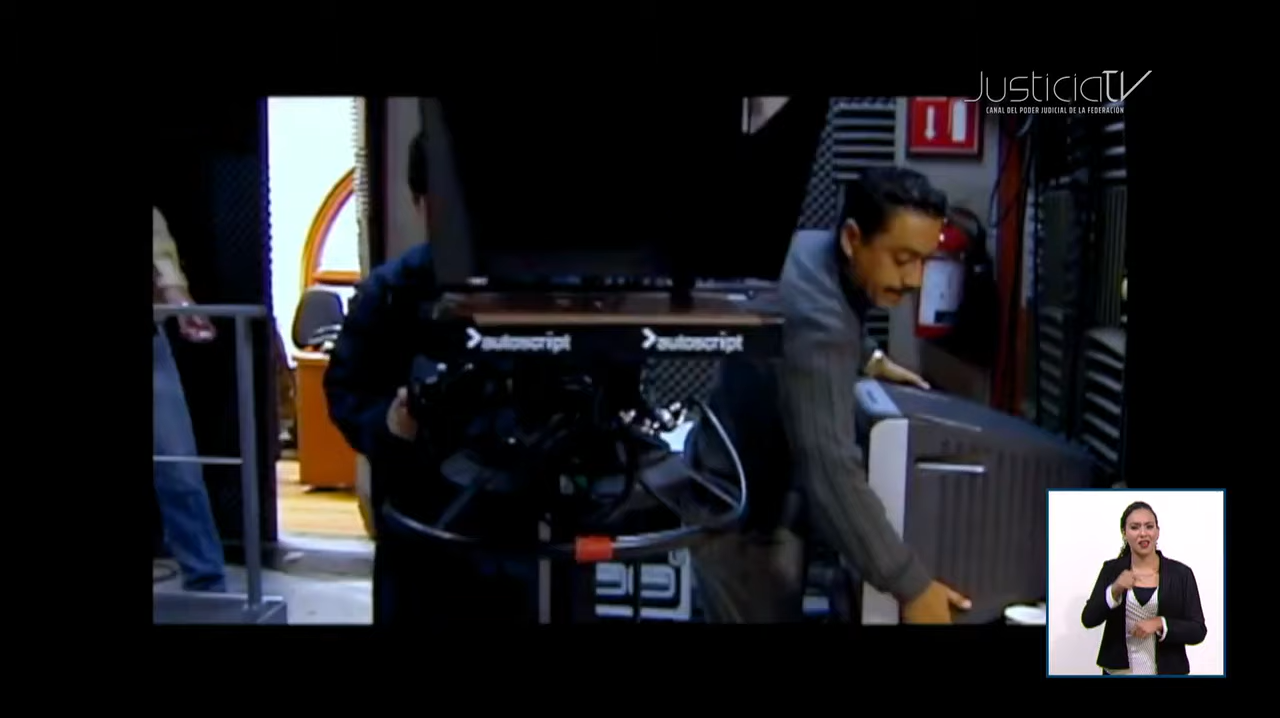 JusticiaTV
CANAL DEL PODER JUDICIAL DE LA FEDERACIÓN
autoscript autoscript